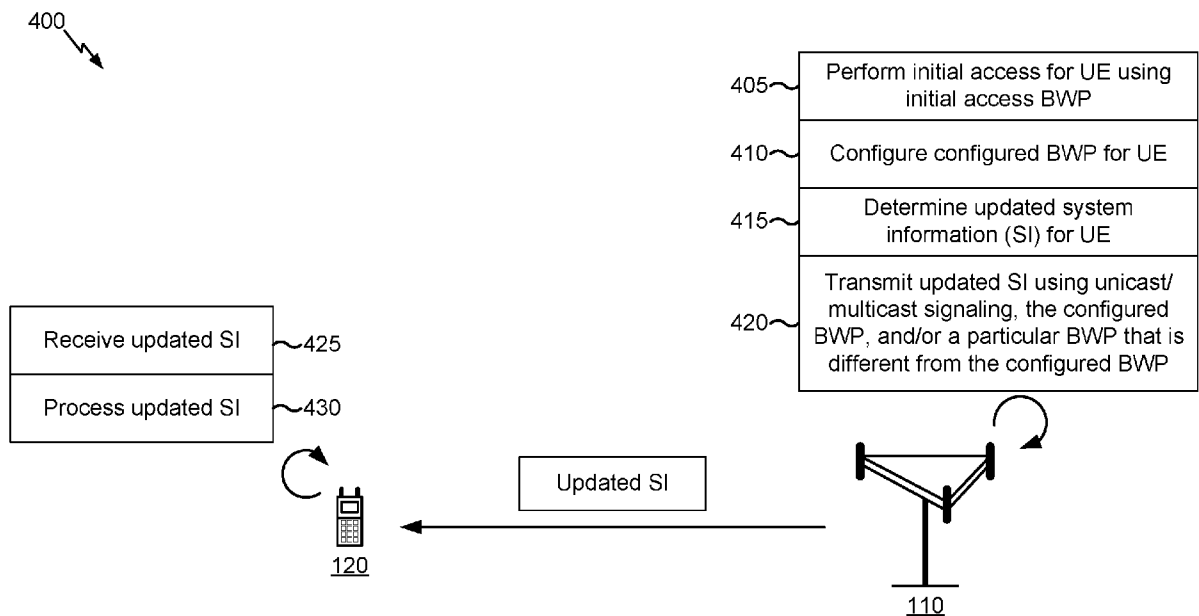 400
405
Perform initial access for UE using
initial access BWP
410
Configure configured BWP for UE
415
Determine updated system
information (SI) for UE
420
Transmit updated SI using unicast/
multicast signaling, the configured
BWP, and/or a particular BWP that is
different from the configured BWP
Receive updated SI
425
Process updated SI
430
Updated SI
120
110